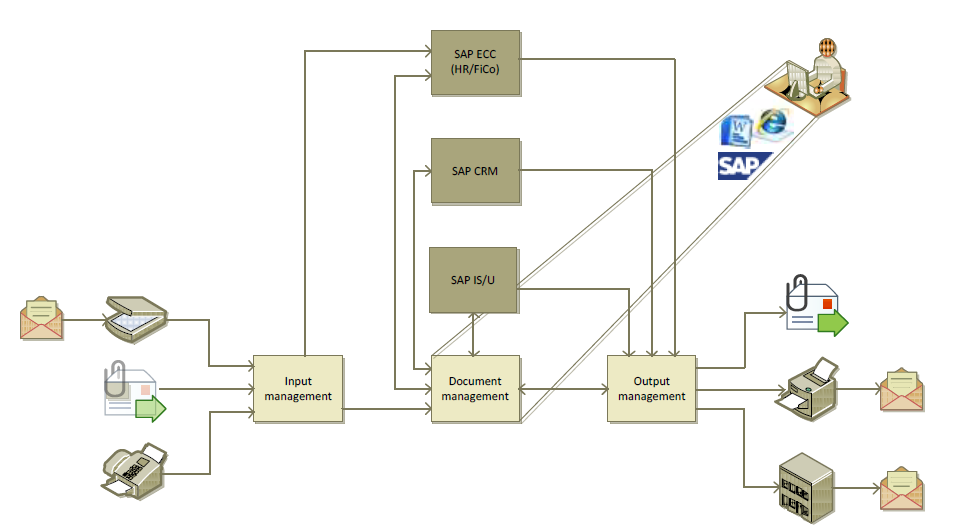 SAP ECC
(HR/FiCo)
W
SAP
SAP CRM
SAP IS/U
Input
management
Document
management
Output
management